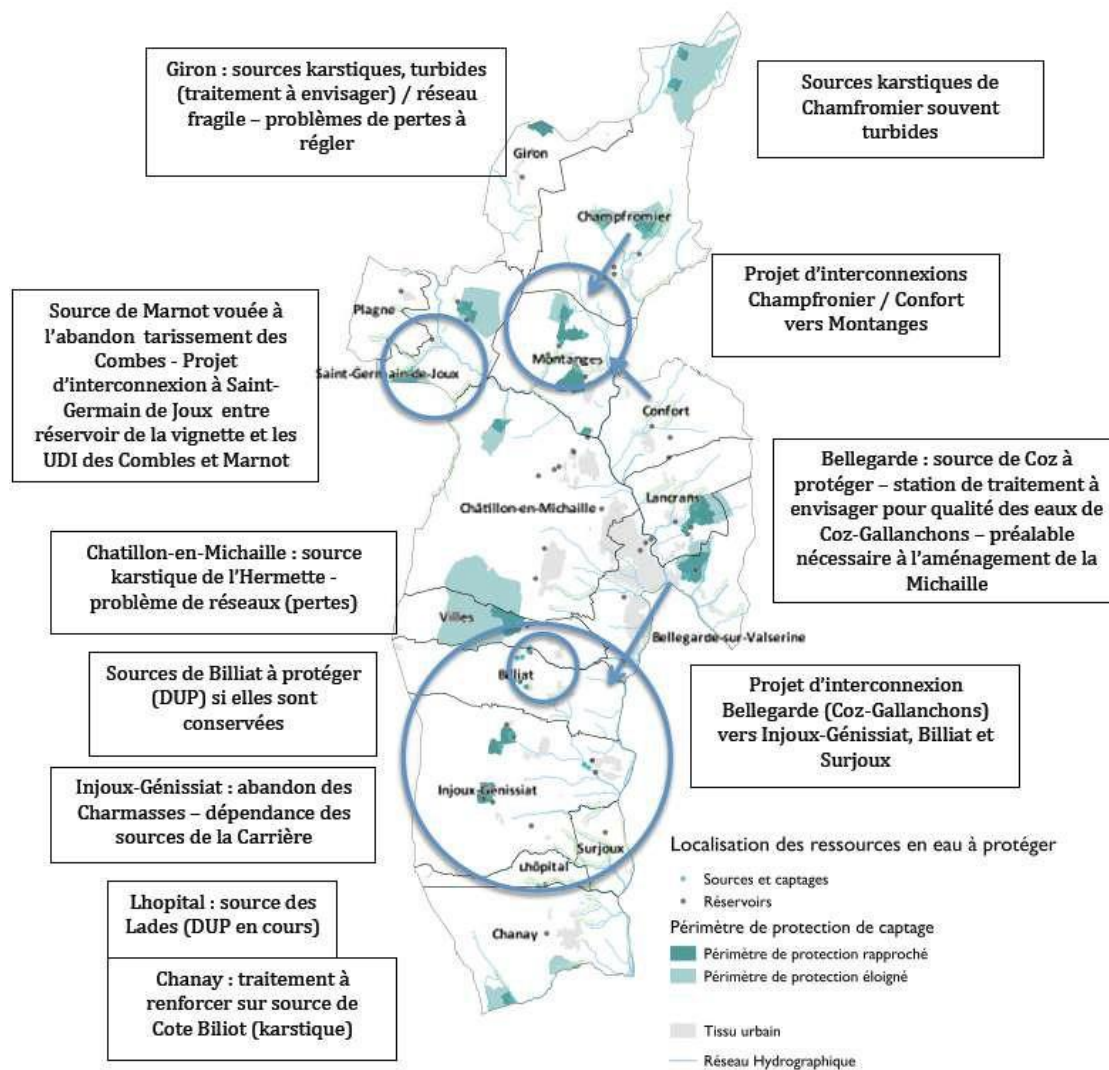 Giron : sources karstiques, turbides
(traitement à envisager) / réseau
fragile – problèmes de pertes à
régler
Sources karstiques de
Chamfromier souvent
turbides
Giron
Champfromier
Projet d'interconnexions
Champfronier / Confort
vers Montanges
Source de Marnot vouée à
l'abandon tarissement des
Combes - Projet
d'interconnexion à Saint-
Germain de Joux entre
réservoir de la vignette et les
UDI des Combles et Marnot
Plagne
Montanges
Saint-Germain-de-Joux
Confort
Bellegarde : source de Coz à
protéger – station de traitement à
envisager pour qualité des eaux de
Coz-Gallanchons – préalable
nécessaire à l'aménagement de la
Michaille
Lancrans
Châtillon-en-Michaille
Chatillon-en-Michaille : source
karstique de l'Hermette -
problème de réseaux (pertes)
Villes
Bellegarde-sur-Valserine
Sources de Billiat à protéger
(DUP) si elles sont
conservées
Billiat
Projet d'interconnexion
Bellegarde (Coz-Gallanchons)
vers Injoux-Génissiat, Billiat et
Surjoux
Injoux-Génissiat : abandon des
Charmasses – dépendance des
sources de la Carrière
Injoux-Génissiat
Surjoux
Lhôpital
Lhopital : source des
Lades (DUP en cours)
Chanay
Chanay : traitement à
renforcer sur source de
Cote Biliot (karstique)
Localisation des ressources en eau à protéger
Sources et captages
Réservoirs
Périmètre de protection de captage
Périmètre de protection rapproché
Périmètre de protection éloigné
Tissu urbain
Réseau Hydrographique